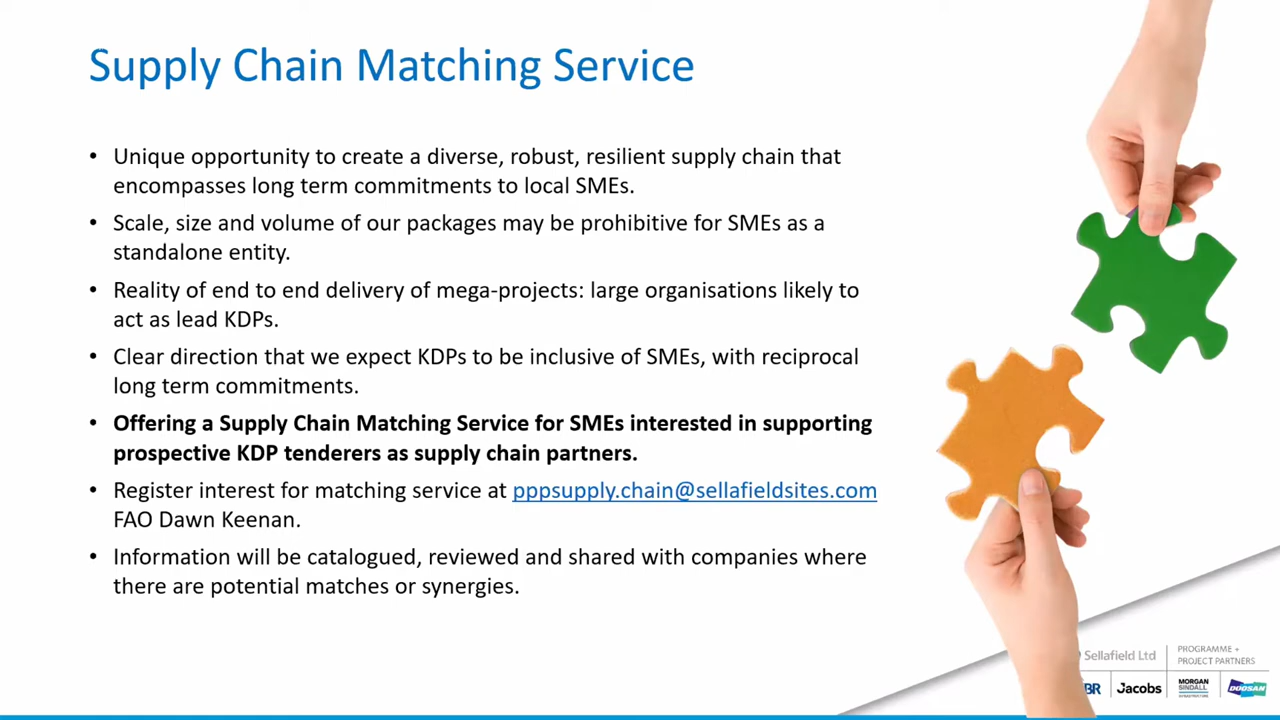 Supply Chain Matching Service
• Unique opportunity to create a diverse, robust, resilient supply chain that
encompasses long term commitments to local SMEs.
• Scale, size and volume of our packages may be prohibitive for SMEs as a
standalone entity.
• Reality of end to end delivery of mega-projects: large organisations likely to
act as lead KDPs.
• Clear direction that we expect KDPs to be inclusive of SMEs, with reciprocal
long term commitments.
• Offering a Supply Chain Matching Service for SMEs interested in supporting
prospective KDP tenderers as supply chain partners.
• Register interest for matching service at pppsupply.chain@sellafieldsites.com
FAO Dawn Keenan.
• Information will be catalogued, reviewed and shared with companies where
there are potential matches or synergies.
Sellafield Ltd
PROGRAMME +
PROJECT PARTNERS
BR
Jacobs
MORGAN
SINDALL
INFRASTRUCTURE
DOOSAN